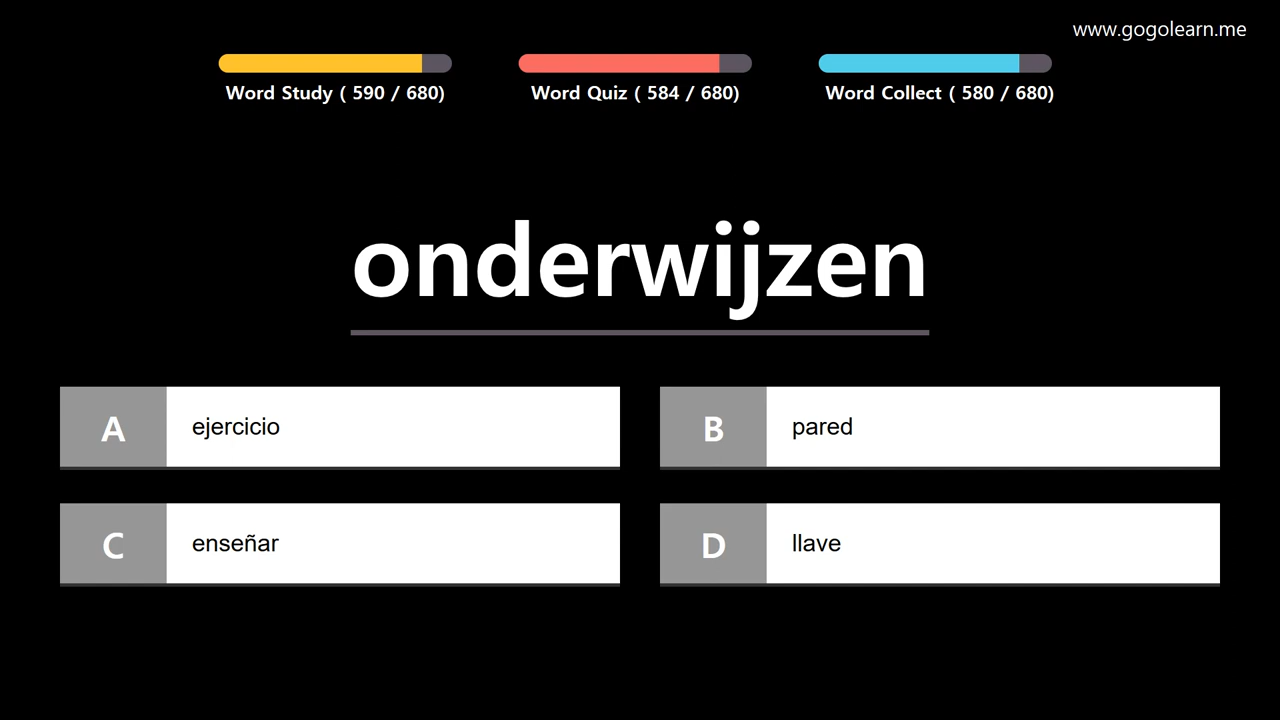 www.gogolearn.me
Word Study ( 590 / 680)
Word Quiz ( 584 / 680)
Word Collect ( 580 / 680)
onderwijzen
A ejercicio
B pared
C enseñar
D llave